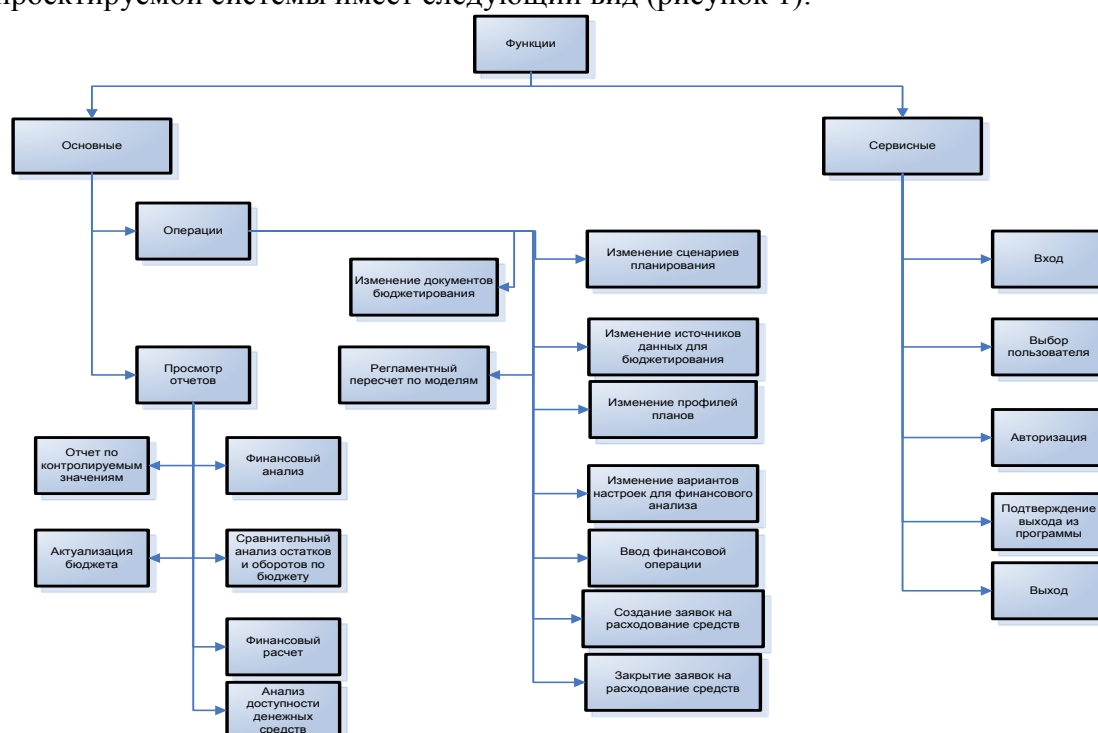 проектируемой системы имеет следующий вид (рисунок 1).
Функции
Основные
Сервисные
Операции
Изменение сценариев
планирования
Вход
Изменение документов
бюджетирования
Изменение источников
данных для
бюджетирования
Выбор
пользователя
Просмотр
отчетов
Регламентный
пересчет по моделям
Изменение профилей
планов
Отчет по
контролируемым
значениям
Финансовый
анализ
Авторизация
Изменение вариантов
настроек для финансового
анализа
Подтверждение
выхода из
программы
Актуализация
бюджета
Сравнительный
анализ остатков
и оборотов по
бюджету
Ввод финансовой
операции
Выход
Создание заявок на
расходование средств
Финансовый
расчет
Закрытие заявок на
расходование средств
Анализ
доступности
денежных
средств